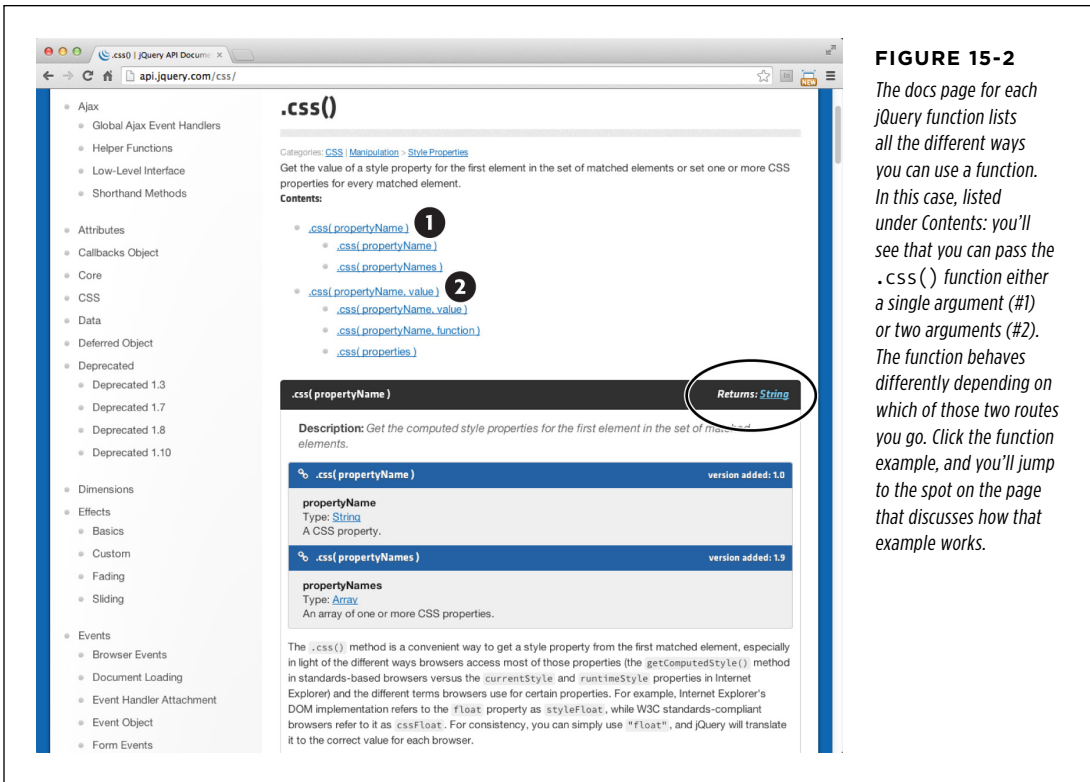 .css() | jQuery API Docume
api.jquery.com/css/
NEW
Ajax
Global Ajax Event Handlers
Helper Functions
Low-Level Interface
Shorthand Methods
Attributes
Callbacks Object
Core
CSS
Data
Deferred Object
Deprecated
Deprecated 1.3
Deprecated 1.7
Deprecated 1.8
Deprecated 1.10
Dimensions
Effects
Basics
Custom
Fading
Sliding
Events
Browser Events
Document Loading
Event Handler Attachment
Event Object
Form Events
.css()
Categories: CSS | Manipulation > Style Properties
Get the value of a style property for the first element in the set of matched elements or set one or more CSS
properties for every matched element.
Contents:
.css( propertyName ) 1
.css( propertyName )
.css( propertyNames )
.css( propertyName, value ) 2
.css( propertyName, value )
.css( propertyName, function )
.css( properties )
.css( propertyName ) Returns: String
Description: Get the computed style properties for the first element in the set of matched
elements.
.css( propertyName ) version added: 1.0
propertyName
Type: String
A CSS property.
.css( propertyNames ) version added: 1.9
propertyNames
Type: Array
An array of one or more CSS properties.
The .css() method is a convenient way to get a style property from the first matched element, especially
in light of the different ways browsers access most of those properties (the getComputedStyle() method
in standards-based browsers versus the currentStyle and runtimeStyle properties in Internet
Explorer) and the different terms browsers use for certain properties. For example, Internet Explorer's
DOM implementation refers to the float property as styleFloat, while W3C standards-compliant
browsers refer to it as cssFloat. For consistency, you can simply use "float", and jQuery will translate
it to the correct value for each browser.
FIGURE 15-2
The docs page for each
jQuery function lists
all the different ways
you can use a function.
In this case, listed
under Contents: you'll
see that you can pass the
.css() function either
a single argument (#1)
or two arguments (#2).
The function behaves
differently depending on
which of those two routes
you go. Click the function
example, and you'll jump
to the spot on the page
that discusses how that
example works.